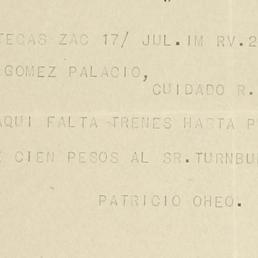 TECAS ZAC 17/ JUL.IM RV.2
GOMEZ PALACIO,
CUIDADO R.
AQUI FALTA TRENES HASTA P
CIEN PESOS AL SR.TURNBU
PATRICIO OHEO.